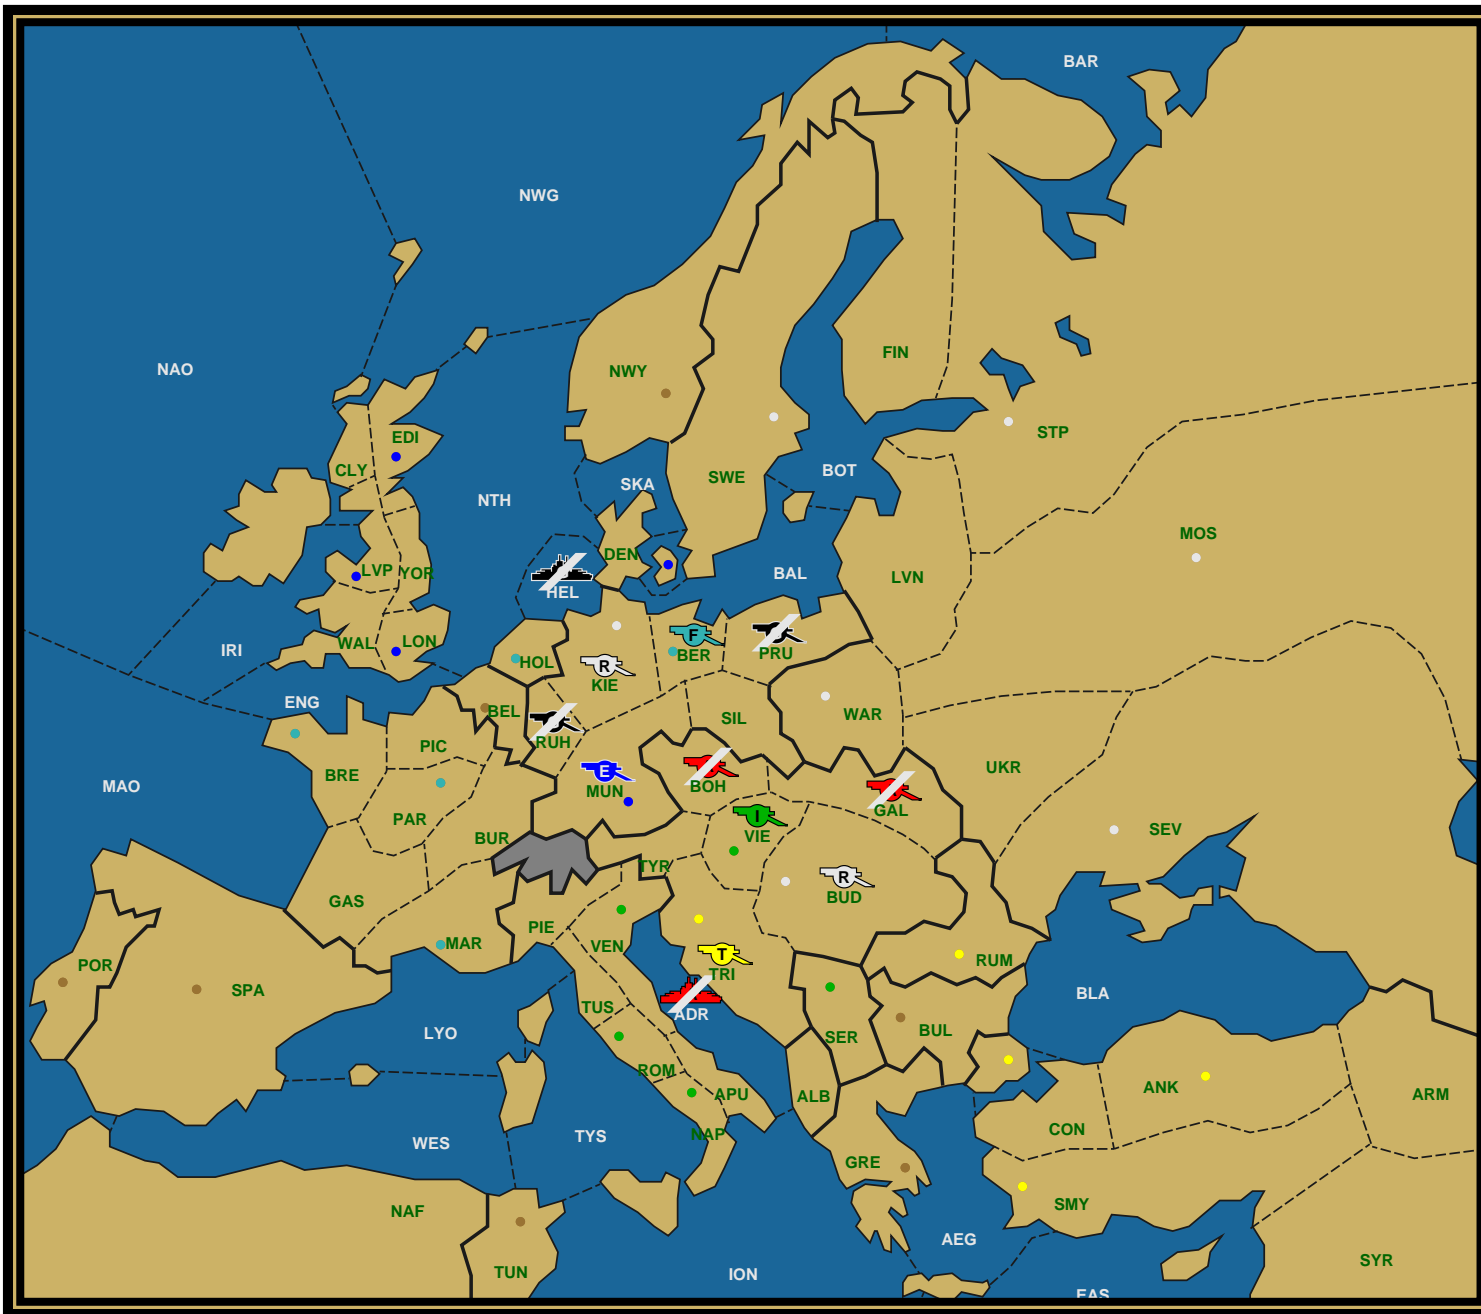 BAR
NWG
NAO
FIN
NWY
EDI
STP
CLY
BOT
SWE
SKA
NTH
MOS
DEN
LVP
YOR
BAL
LVN
HEL
F
IRI
WAL
LON
HOL
R
KIE
BER
PRU
ENG
BEL
RUH
SIL
WAR
PIC
BRE
E
MUN
BOH
UKR
MAO
PAR
BUR
I
VIE
GAL
SEV
TYR
R
BUD
GAS
PIE
MAR
VEN
T
TRI
RUM
POR
SPA
TUS
ADR
BLA
LYO
SER
BUL
ROM
APU
ALB
ANK
ARM
WES
TYS
NAP
CON
GRE
SMY
NAF
AEG
TUN
ION
SYR
EAS